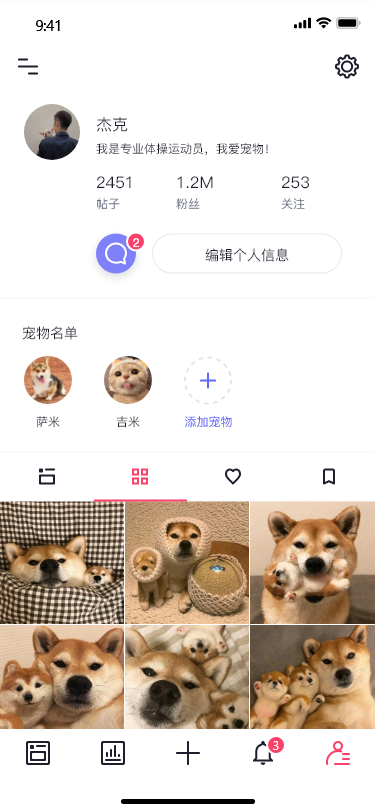 9:41
杰克
我是专业体操运动员，我爱宠物！
2451 1.2M 253
帖子 粉丝 关注
2
编辑个人信息
宠物名单
萨米 吉米 添加宠物
3